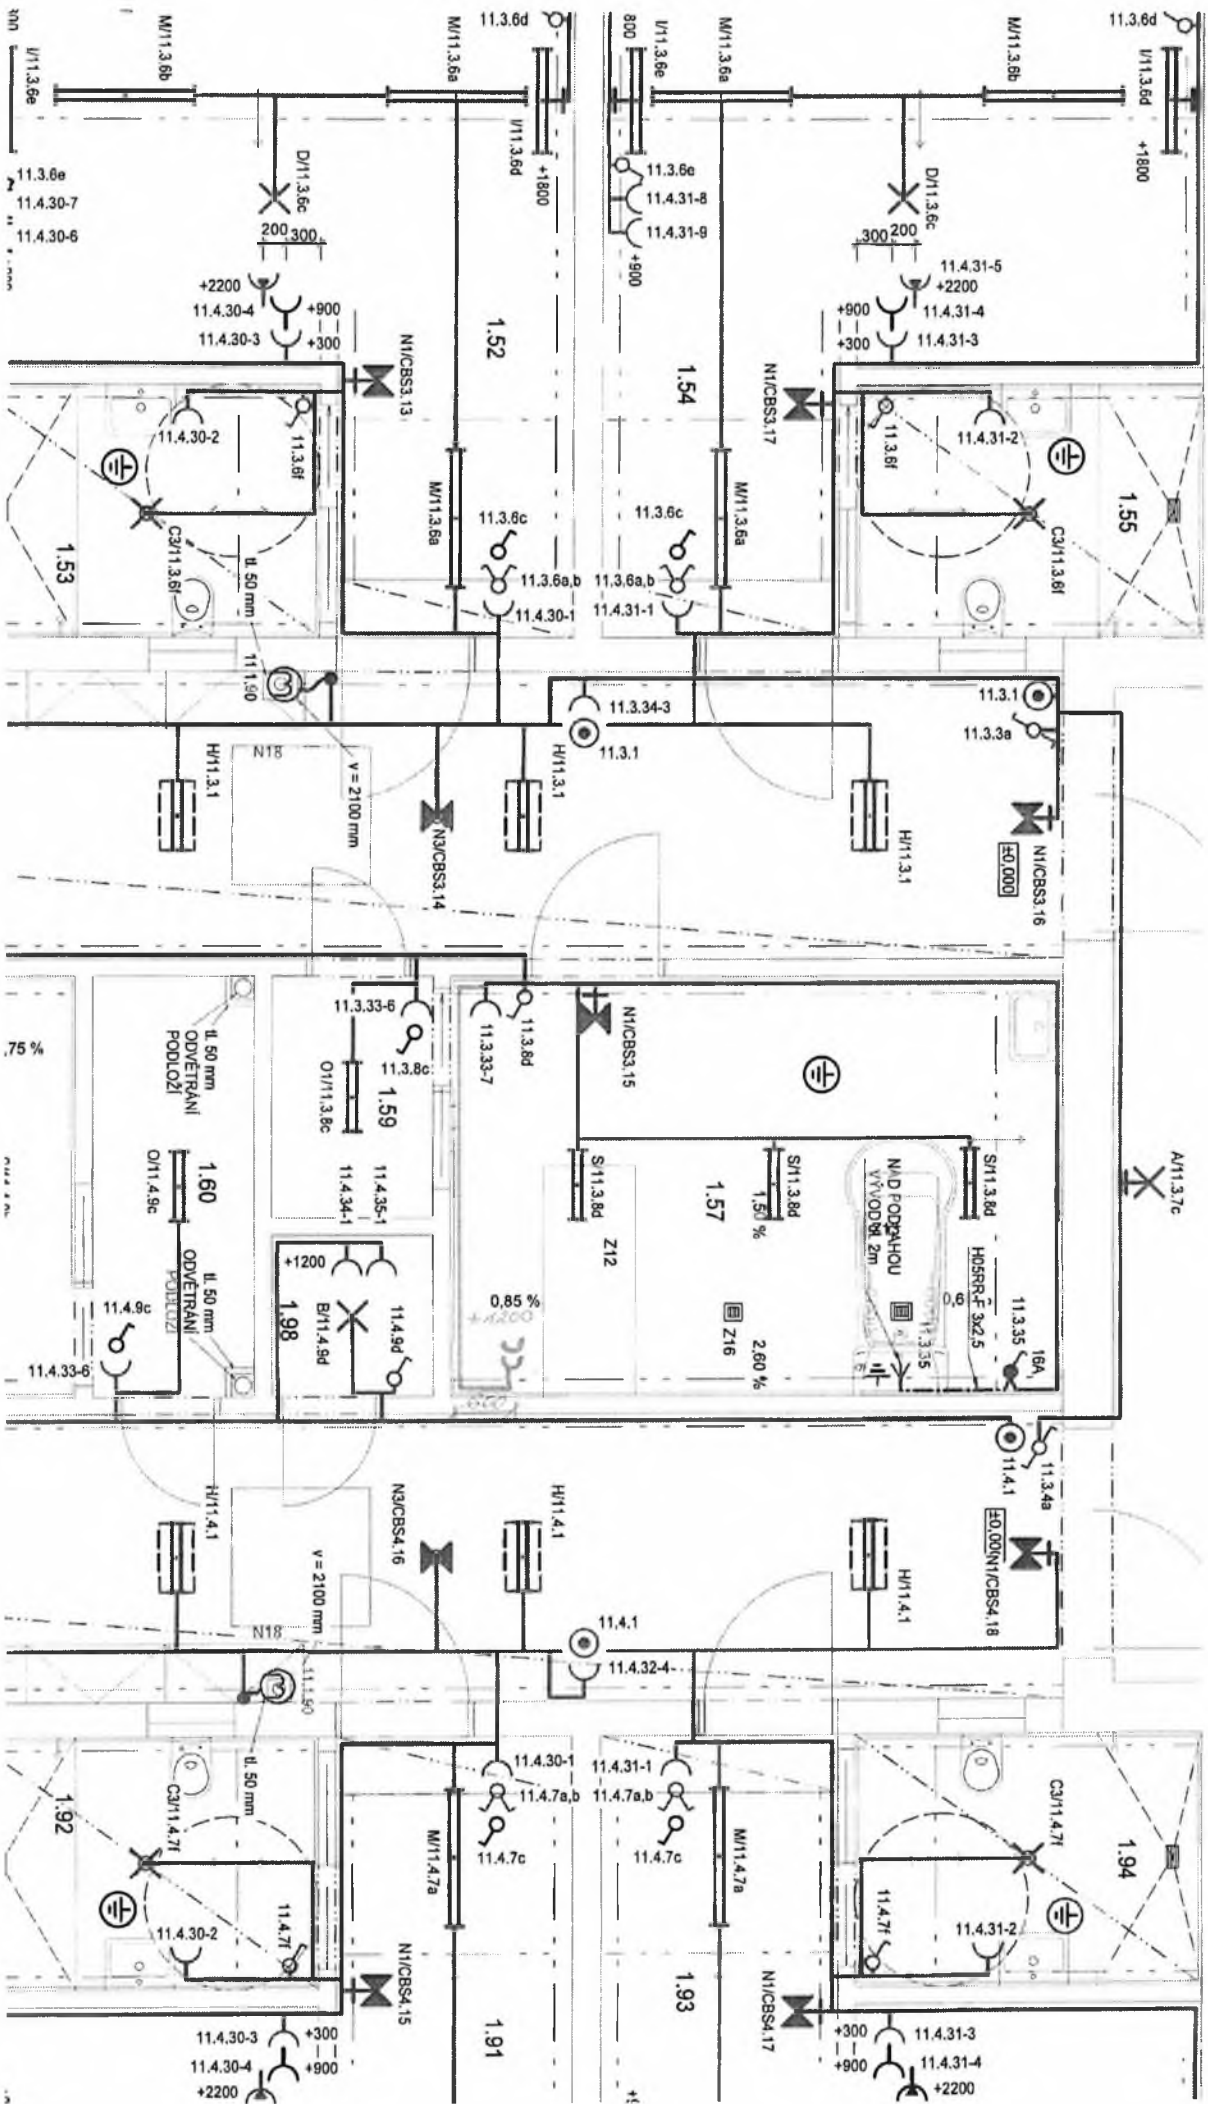 11.3.6d
11.3.6d
I/11.3.6e
M/11.3.6b
M/11.3.6a
I/11.3.6d
+1800
800
I/11.3.6e
M/11.3.6a
M/11.3.6b
I/11.3.6d
+1800
11.3.6e
11.4.30-7
11.4.30-6
D/11.3.6c
200
300
11.3.6e
11.4.31-8
11.4.31-9
+900
D/11.3.6c
300
200
+2200
11.4.30-4
+900
11.4.30-3
+300
11.4.31-5
+2200
+900
11.4.31-4
+300
11.4.31-3
1.52
N1/CBS3.13
1.54
N1/CBS3.17
11.4.30-2
11.3.6f
11.3.6f
11.4.31-2
M/11.3.6a
M/11.3.6a
1.53
C3/11.3.6f
tl. 50 mm
11.3.6c
11.3.6c
C3/11.3.6f
1.55
11.3.6a,b
11.3.6a,b
11.4.30-1
11.4.31-1
11.1.90
11.3.34-3
11.3.1
11.3.1
11.3.3a
N18
H/11.3.1
v = 2100 mm
N3/CBS3.14
H/11.3.1
H/11.3.1
±0,000
N1/CBS3.16
,75 %
tl. 50 mm
ODVĚTRÁNÍ
PODLOŽÍ
11.3.33-6
11.3.8c
O1/11.3.8c
1.59
11.3.33-7
11.3.8d
N1/CBS3.15
1.60
O/11.4.9c
11.4.34-1
11.4.35-1
S/11.3.8d
S/11.3.8d
S/11.3.8d
A/11.3.7c
1.57
1,50 %
NAD PODLAHOU
VÝVOD DL. 2m
Z12
+1200
tl. 50 mm
ODVĚTRÁNÍ
PODLOŽÍ
11.4.9c
1.98
B/11.4.9d
11.4.9d
0,85 %
+1200
Z16
2,60 %
0,6
H05RR-F 3x2,5
11.3.35
11.3.35
16A
11.4.33-6
11.4.1
11.3.4a
H/11.4.1
N3/CBS4.16
H/11.4.1
H/11.4.1
N1/CBS4.18
N18
v = 2100 mm
11.4.1
11.4.32-4
11.1.90
tl. 50 mm
11.4.30-1
11.4.31-1
11.4.7a,b
11.4.7a,b
11.4.7c
11.4.7c
1.92
C3/11.4.7f
M/11.4.7a
M/11.4.7a
C3/11.4.7f
1.94
11.4.30-2
11.4.7f
11.4.7f
11.4.31-2
N1/CBS4.15
1.91
1.93
N1/CBS4.17
11.4.30-3
+300
11.4.30-4
+900
+2200
+300
11.4.31-3
+900
11.4.31-4
+2200